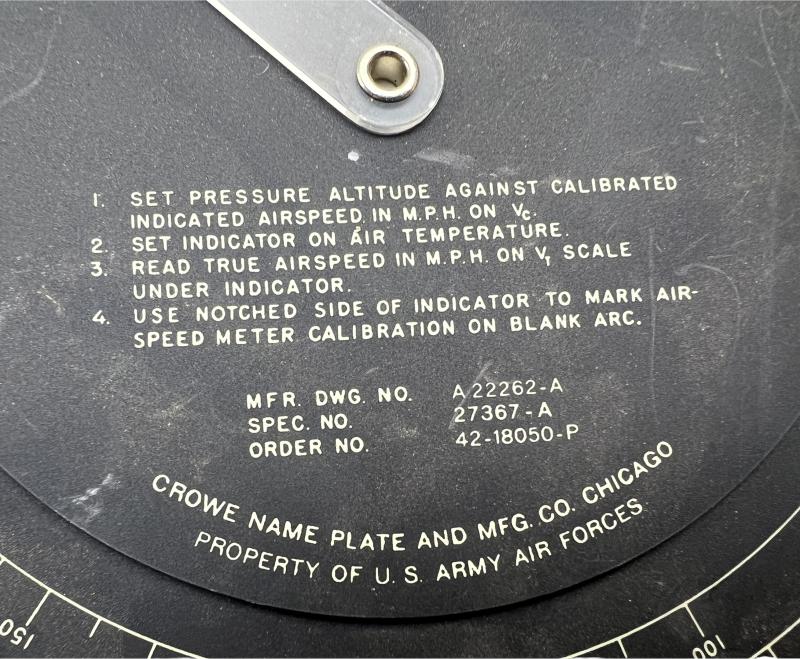 1. SET PRESSURE ALTITUDE AGAINST CALIBRATED
INDICATED AIRSPEED, IN M.P.H. ON Vc.
2. SET INDICATOR ON AIR TEMPERATURE.
3. READ TRUE AIRSPEED IN M.P.H. ON VT SCALE
UNDER INDICATOR.
4. USE NOTCHED SIDE OF INDICATOR TO MARK AIR-
SPEED METER CALIBRATION ON BLANK ARC.
MFR. DWG. NO. A 22262-A
SPEC. NO. 27367-A
ORDER NO. 42-18050-P
CROWE NAME PLATE AND MFG. CO. CHICAGO
PROPERTY OF U. S. ARMY AIR FORCES
150
100